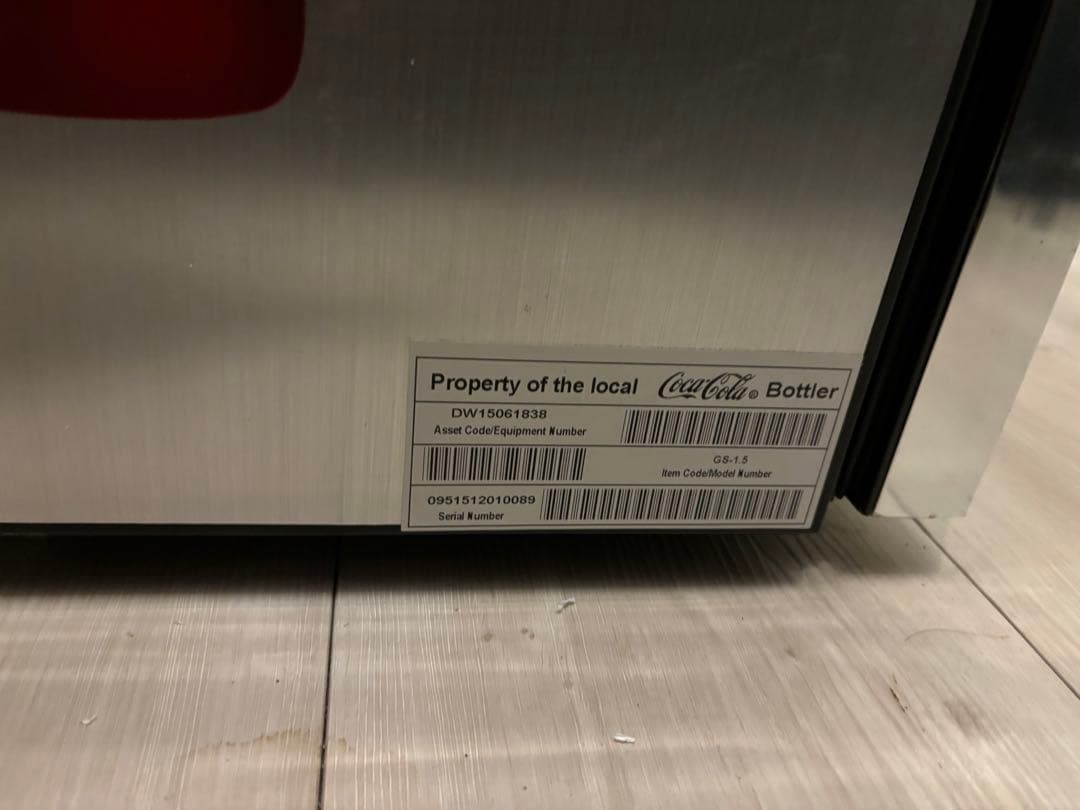 Property of the local Coca-Cola® Bottler
DW15061838
Asset Code/Equipment Number
GS-1.5
Item Code/Model Number
0951512010089
Serial Number